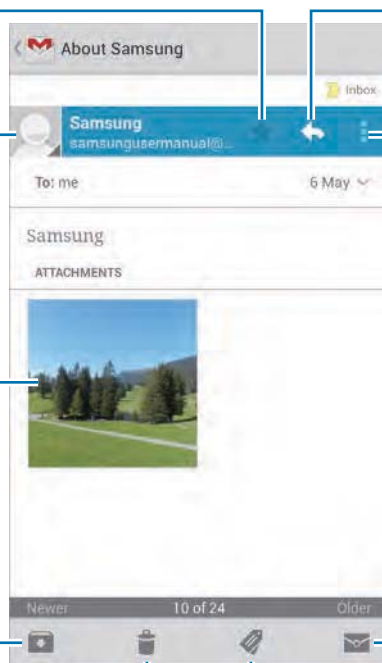 About Samsung
Inbox
Samsung
samsungusermanual@...
To: me
6 May
Samsung
ATTACHMENTS
Newer 10 of 24 Older